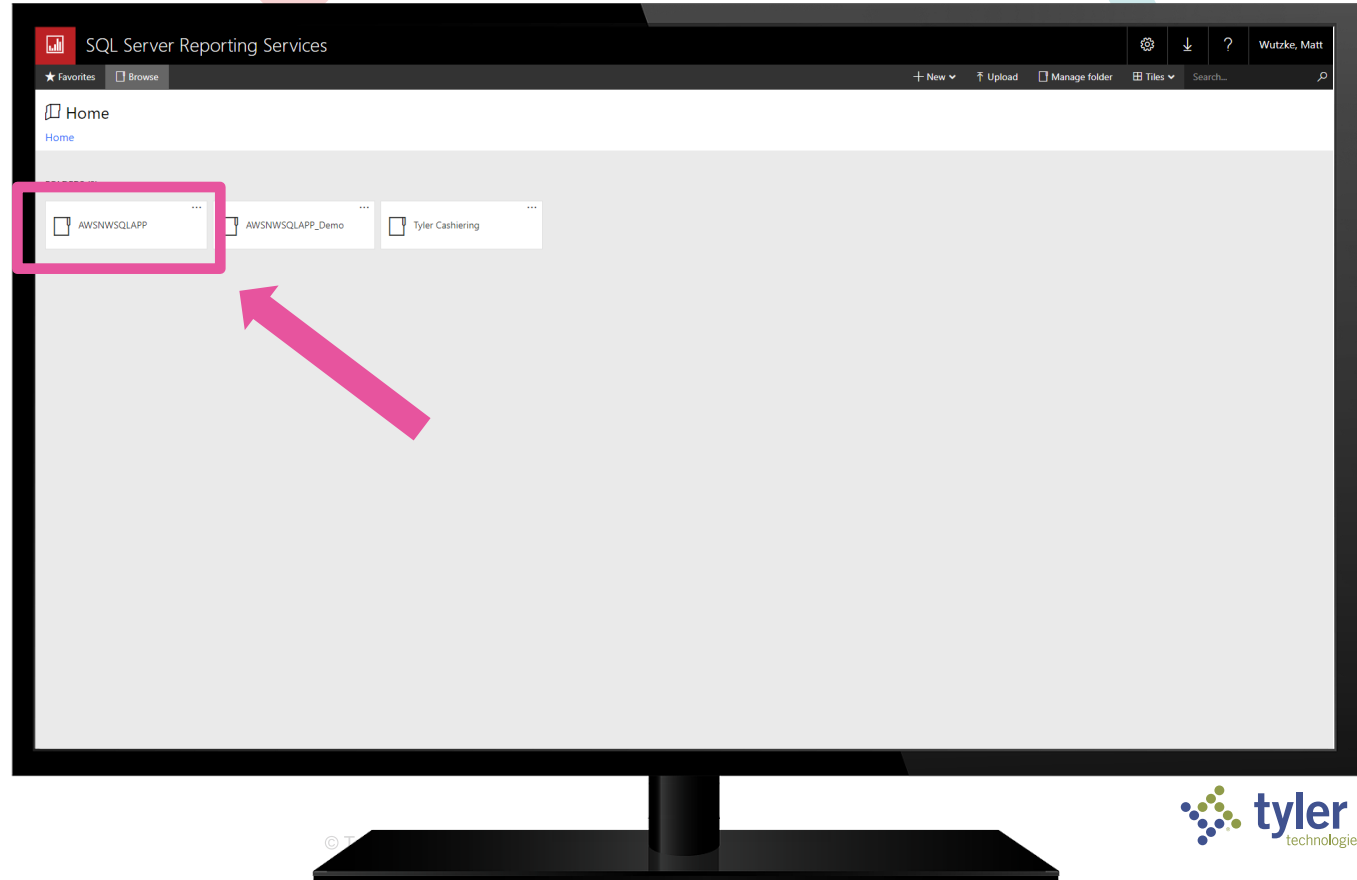 SQL Server Reporting Services
? Wutzke, Matt
Favorites Browse
New Upload Manage folder Tiles Search...
Home
Home
AWSNWSQLAPP
AWSNWSQLAPP_Demo
Tyler Cashiering
tyler
technologie
©